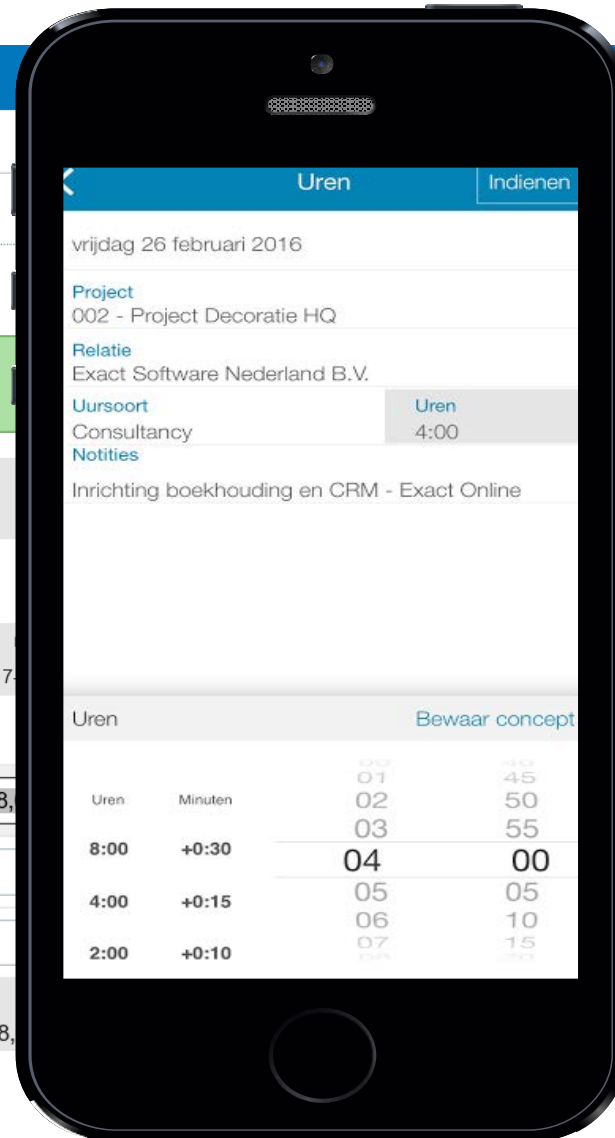 Uren Indienen
vrijdag 26 februari 2016
Project
002 - Project Decoratie HQ
Relatie
Exact Software Nederland B.V.
Uursoort Uren
Consultancy 4:00
Notities
Inrichting boekhouding en CRM - Exact Online
Uren Bewaar concept
01 45
Uren Minuten 02 50
03 55
8:00 +0:30
04 00
4:00 +0:15 05 05
06 10
07 15
2:00 +0:10
7-
8,
8,